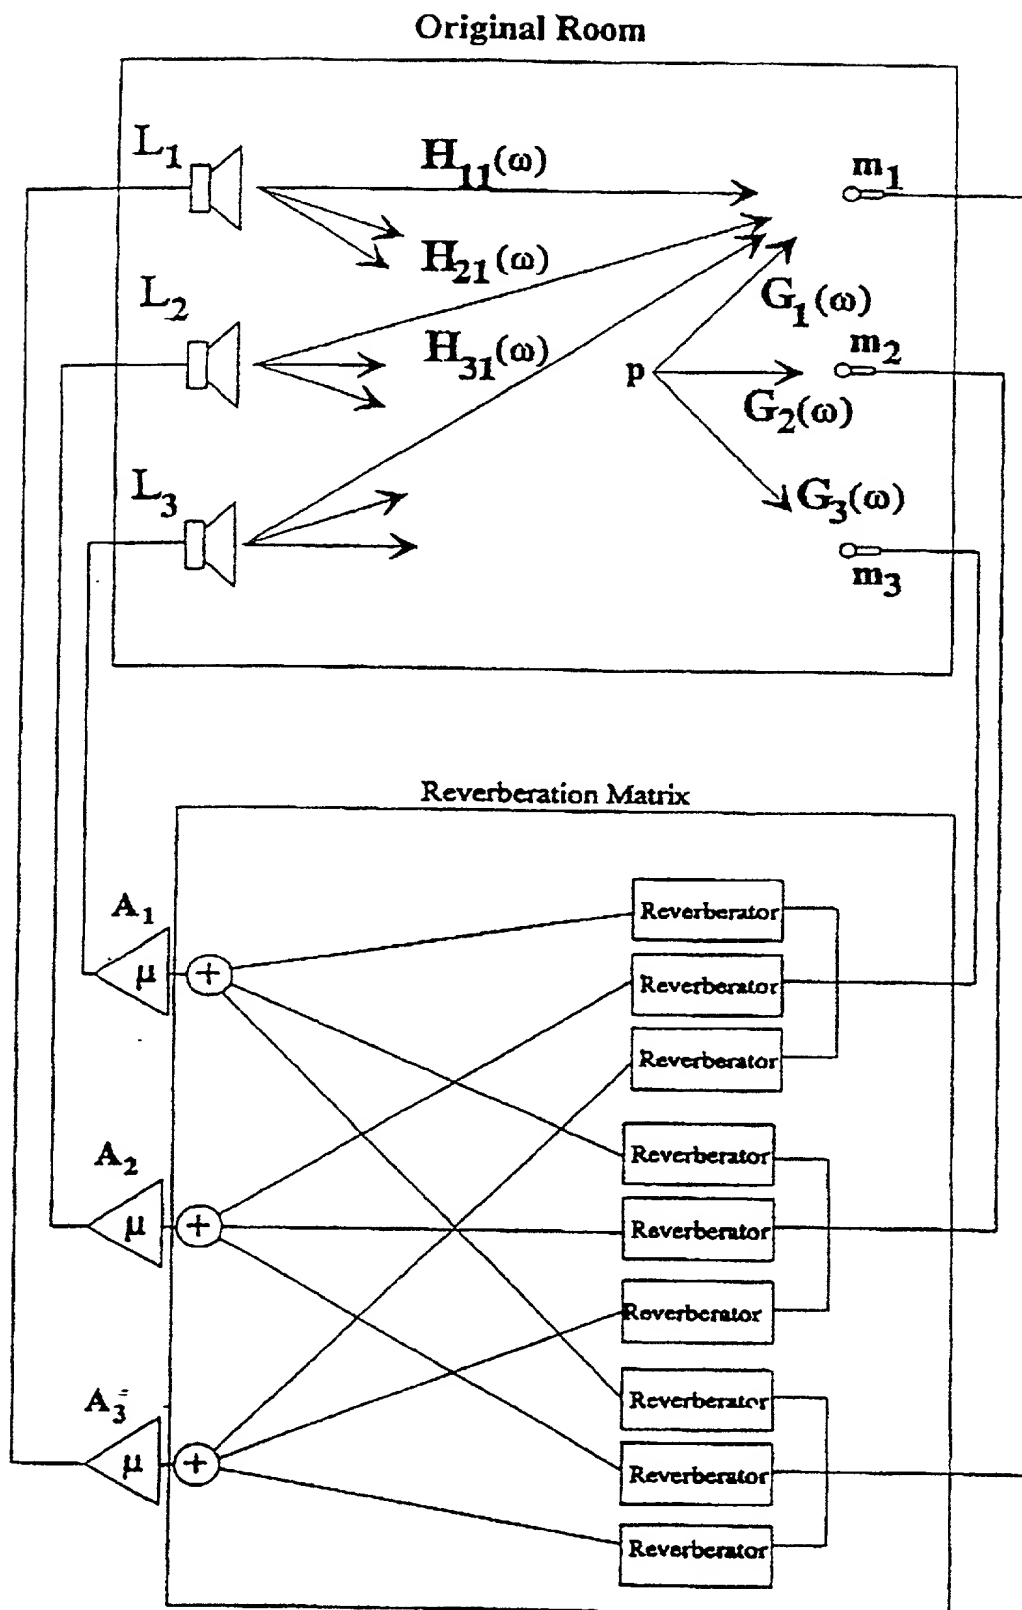 Original Room
L1
H11(ω)
m1
H21(ω)
L2
G1(ω)
H31(ω)
m2
p
G2(ω)
L3
G3(ω)
m3
Reverberation Matrix
A1
Reverberator
μ
+
Reverberator
Reverberator
A2
Reverberator
μ
+
Reverberator
Reverberator
A3
Reverberator
μ
+
Reverberator
Reverberator